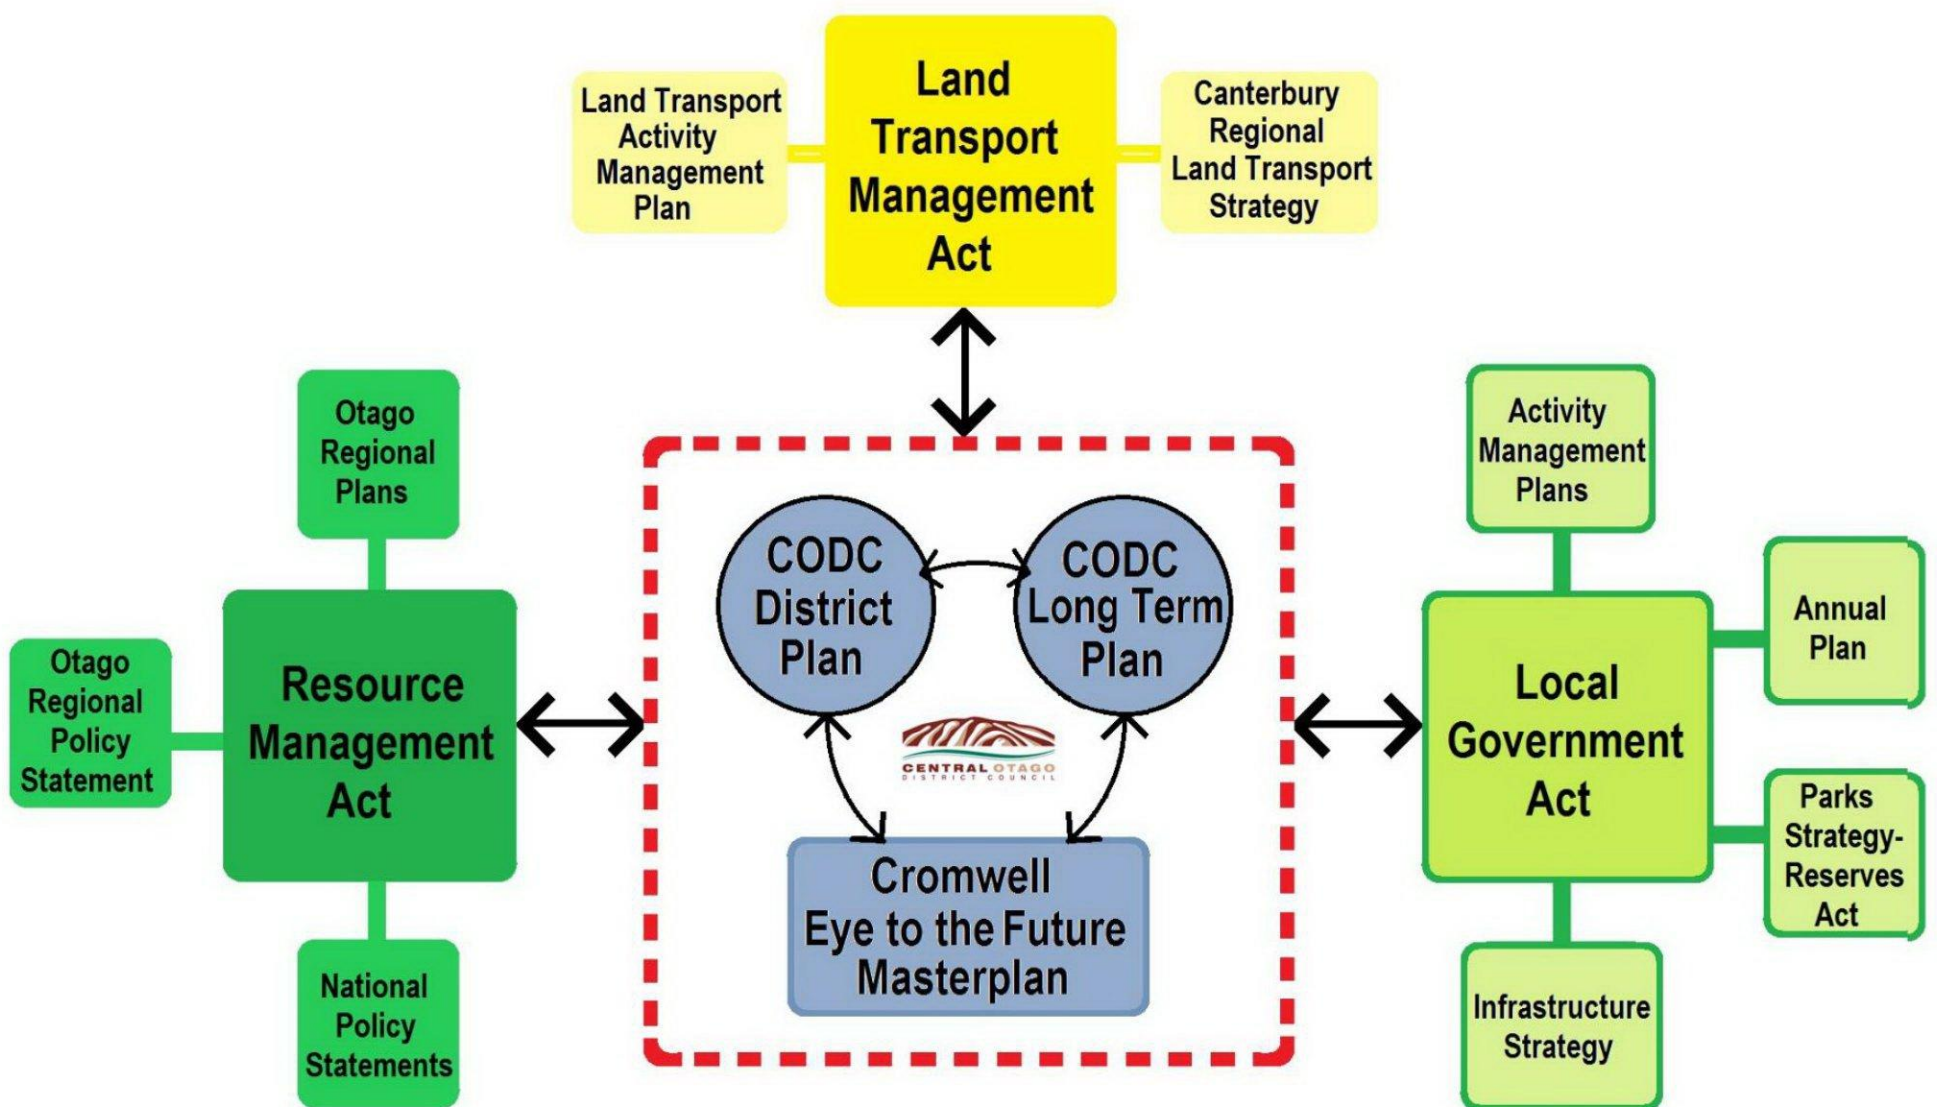 Land Transport
Activity
Management
Plan
Land
Transport
Management
Act
Canterbury
Regional
Land Transport
Strategy
Otago
Regional
Plans
Otago
Regional
Policy
Statement
Resource
Management
Act
National
Policy
Statements
CODC
District
Plan
CODC
Long Term
Plan
CENTRAL OTAGO
DISTRICT COUNCIL
Cromwell
Eye to the Future
Masterplan
Activity
Management
Plans
Annual
Plan
Local
Government
Act
Parks
Strategy-
Reserves
Act
Infrastructure
Strategy